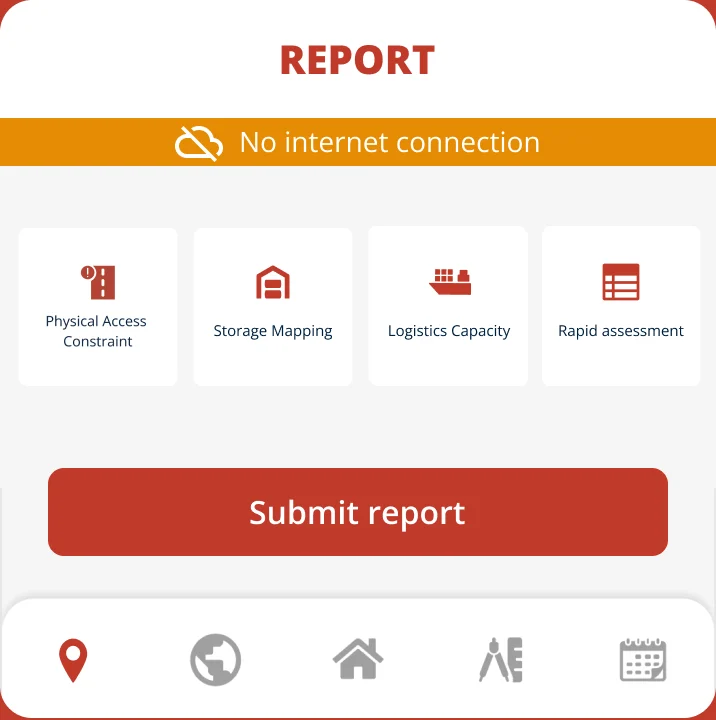 REPORT
No internet connection
Physical Access
Constraint
Storage Mapping
Logistics Capacity
Rapid assessment
Submit report